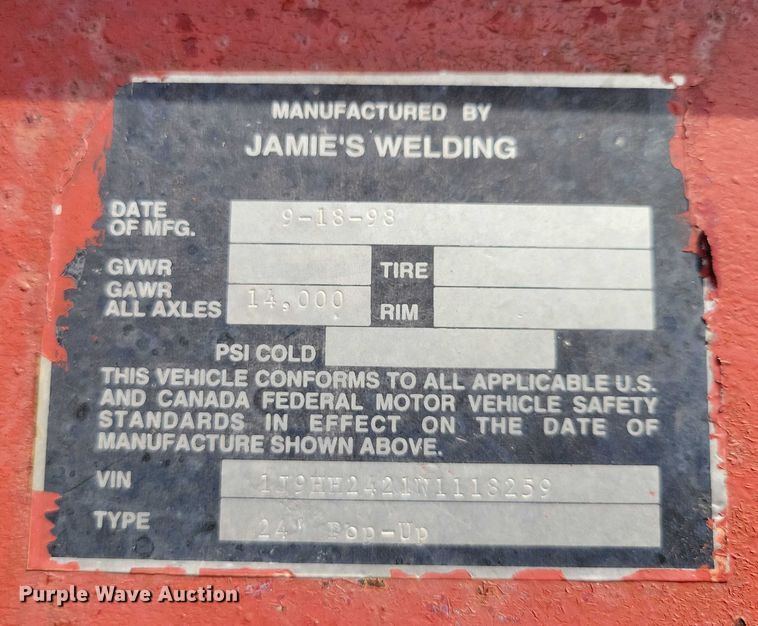 MANUFACTURED BY
JAMIE'S WELDING
DATE OF MFG. 9-18-98
GVWR TIRE
GAWR ALL AXLES 14,000 RIM
PSI COLD
THIS VEHICLE CONFORMS TO ALL APPLICABLE U.S.
AND CANADA FEDERAL MOTOR VEHICLE SAFETY
STANDARDS IN EFFECT ON THE DATE OF
MANUFACTURE SHOWN ABOVE.
VIN 1J9HH2421W1118259
TYPE 24' Pop-Up
Purple Wave Auction